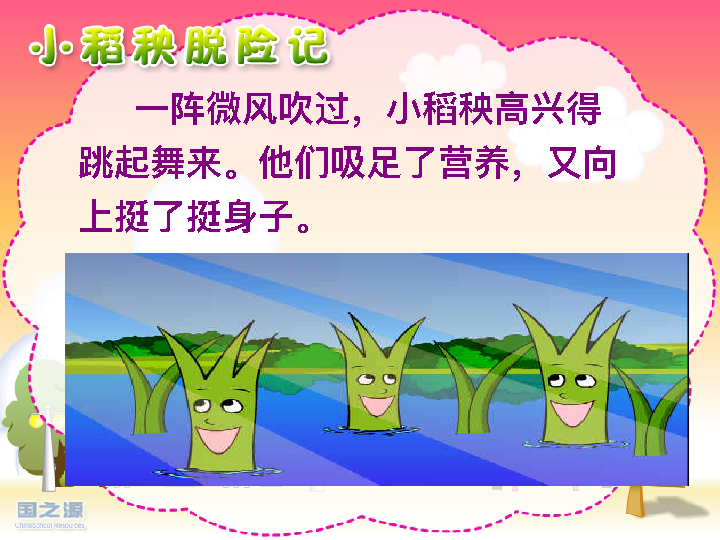 小稻秧脱险记
一阵微风吹过，小稻秧高兴得
跳起舞来。他们吸足了营养，又向
上挺了挺身子。
国之源
ChinaSchool Resources